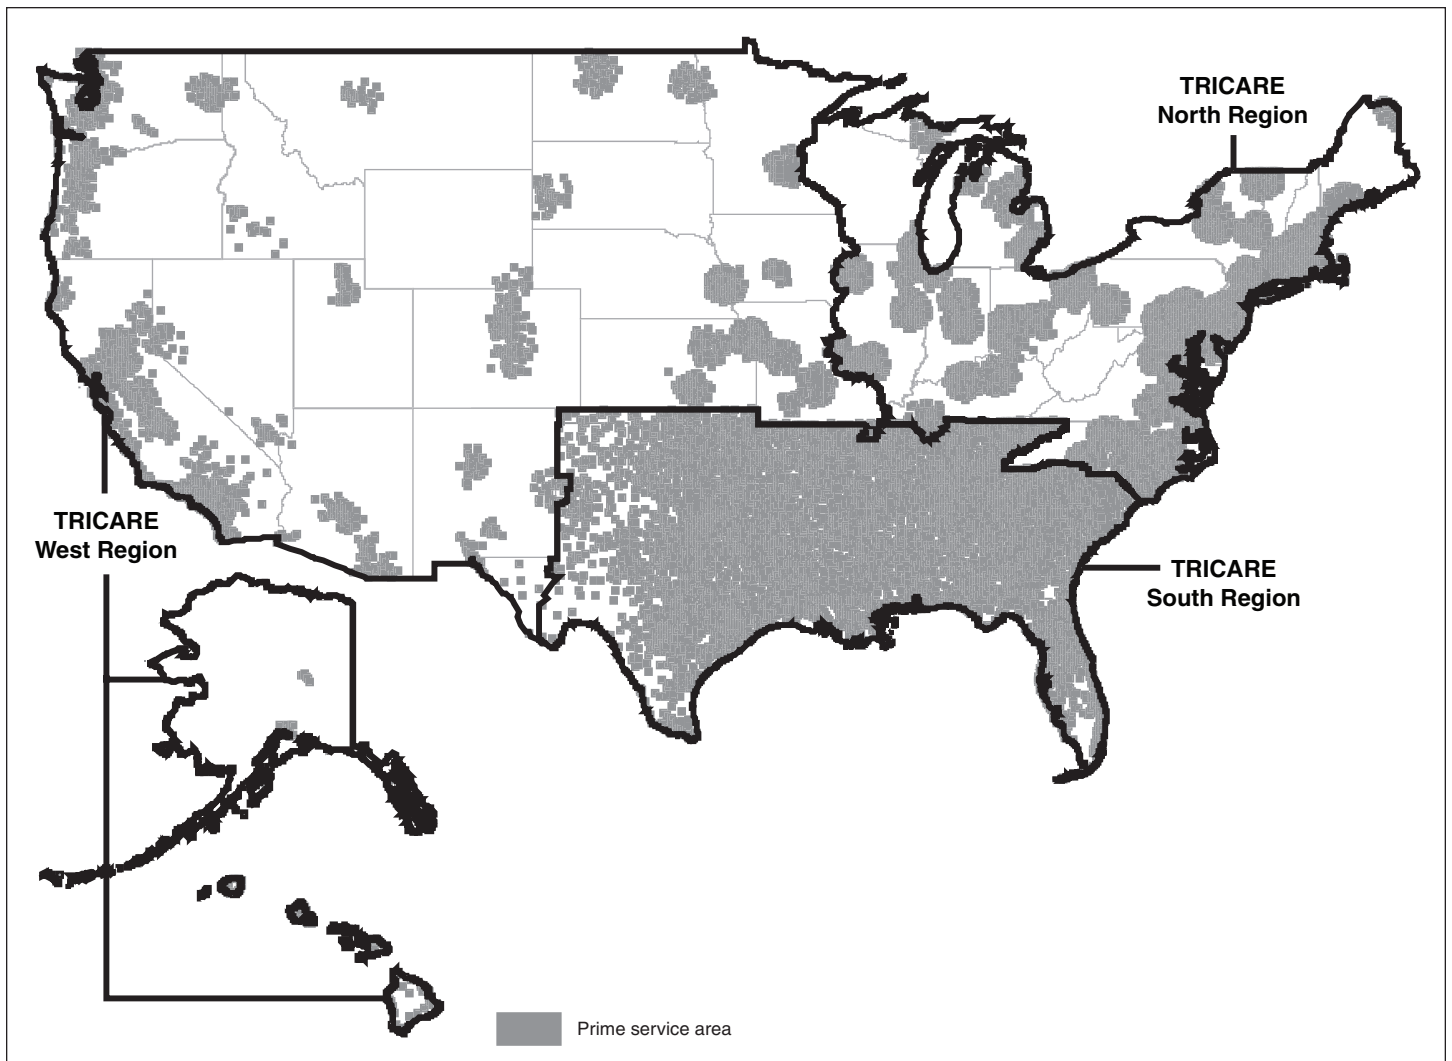 TRICARE
North Region
TRICARE
West Region
TRICARE
South Region
Prime service area